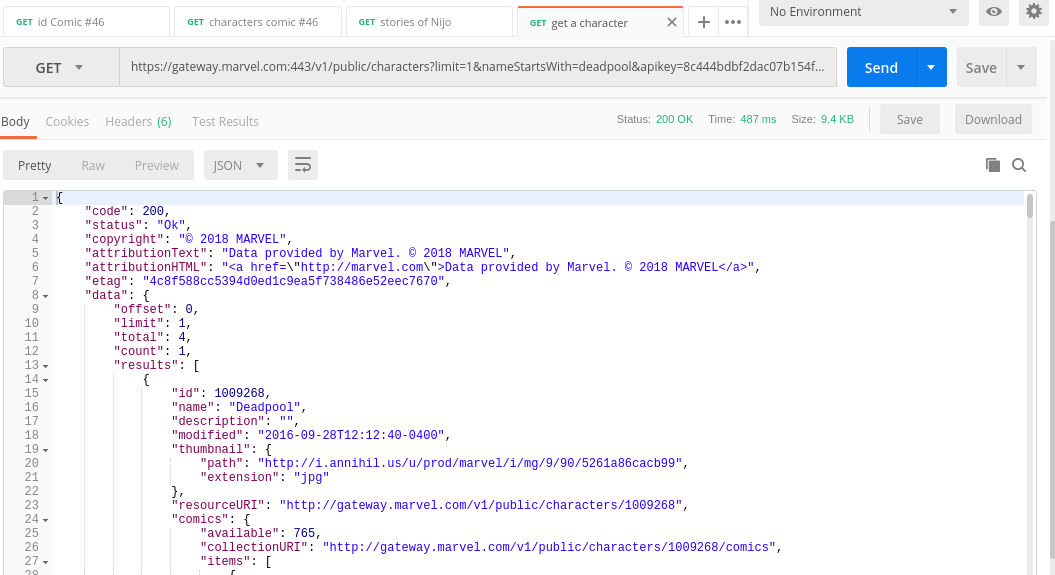 GET id Comic #46 GET characters comic #46 GET stories of Nijo GET get a character No Environment
GET https://gateway.marvel.com:443/v1/public/characters?limit=1&nameStartsWith=deadpool&apikey=8c444bdbf2dac07b154f... Send Save
Body Cookies Headers (6) Test Results Status: 200 OK Time: 487 ms Size: 9.4 KB Save Download
Pretty Raw Preview JSON
1 {
2 "code": 200,
3 "status": "Ok",
4 "copyright": "© 2018 MARVEL",
5 "attributionText": "Data provided by Marvel. © 2018 MARVEL",
6 "attributionHTML": "<a href=\"http://marvel.com\">Data provided by Marvel. © 2018 MARVEL</a>",
7 "etag": "4c8f588cc5394d0ed1c9ea5f738486e52eec7670",
8 "data": {
9 "offset": 0,
10 "limit": 1,
11 "total": 4,
12 "count": 1,
13 "results": [
14 {
15 "id": 1009268,
16 "name": "Deadpool",
17 "description": "",
18 "modified": "2016-09-28T12:12:40-0400",
19 "thumbnail": {
20 "path": "http://i.annihil.us/u/prod/marvel/i/mg/9/90/5261a86cacb99",
21 "extension": "jpg"
22 },
23 "resourceURI": "http://gateway.marvel.com/v1/public/characters/1009268",
24 "comics": {
25 "available": 765,
26 "collectionURI": "http://gateway.marvel.com/v1/public/characters/1009268/comics",
27 "items": [
28 {